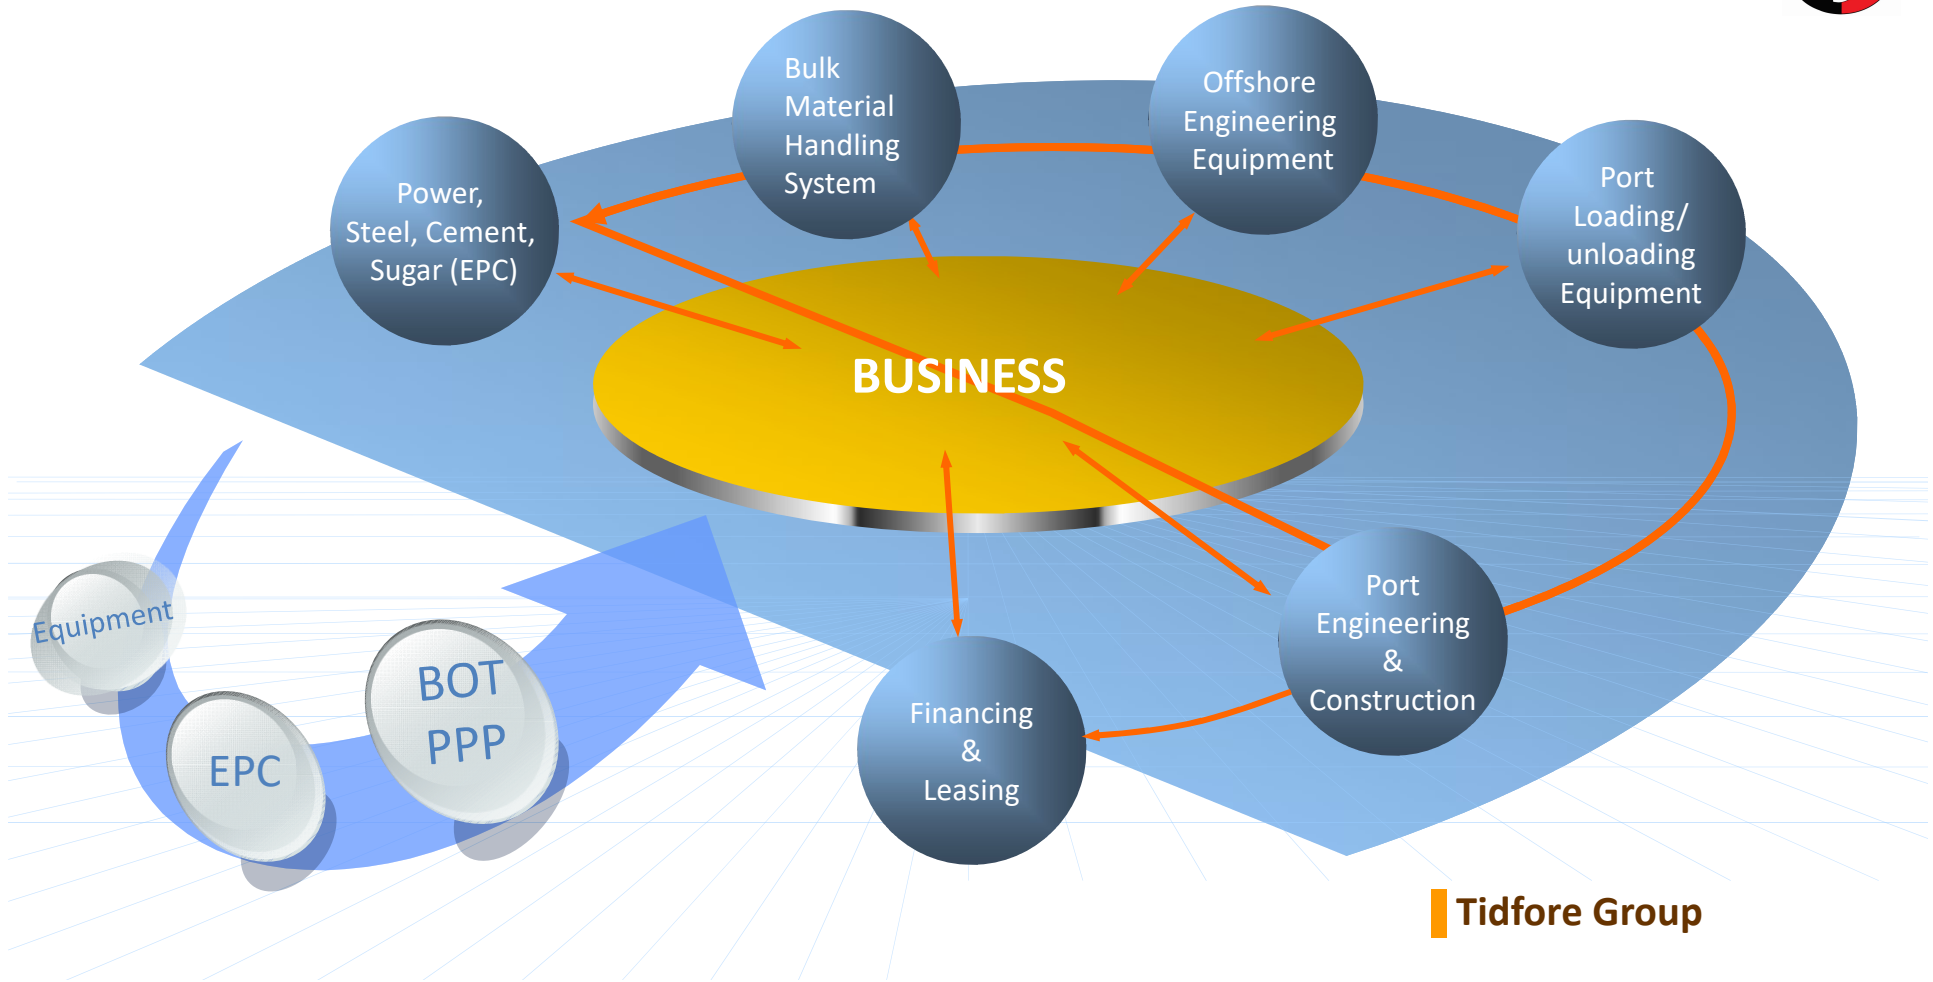 Bulk
Material
Handling
System
Offshore
Engineering
Equipment
Power,
Steel, Cement,
Sugar (EPC)
Port
Loading/
unloading
Equipment
BUSINESS
Equipment
EPC
BOT
PPP
Financing
&
Leasing
Port
Engineering
&
Construction
Tidfore Group